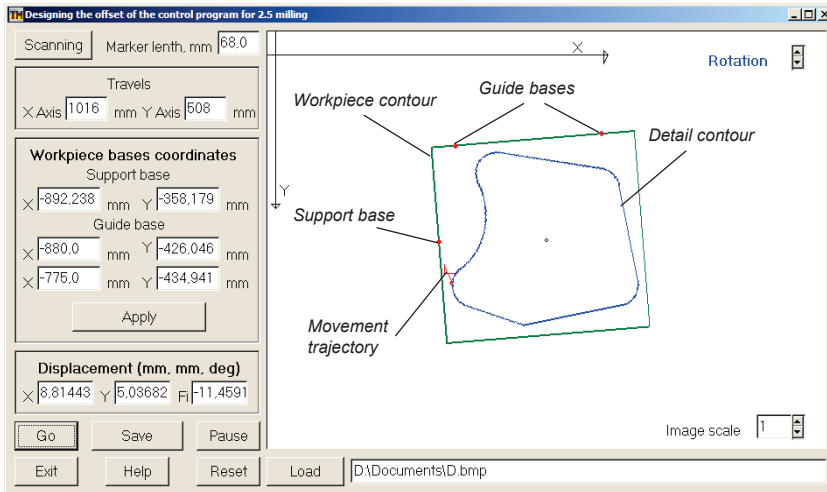 Designing the offset of the control program for 2.5 milling
Scanning Marker lenth, mm 68,0
Travels
X Axis 1016 mm Y Axis 508 mm
Workpiece bases coordinates
Support base
X -892,238 mm Y -358,179 mm
Guide base
X -880,0 mm Y -426,046 mm
X -775,0 mm Y -434,941 mm
Apply
Displacement (mm, mm, deg)
X 8,81443 Y 5,03682 Fi -11,4591
Go Save Pause
Exit Help Reset Load D:\Documents\D.bmp
X
Rotation
Workpiece contour
Guide bases
Detail contour
Y
Support base
Movement
trajectory
Image scale 1